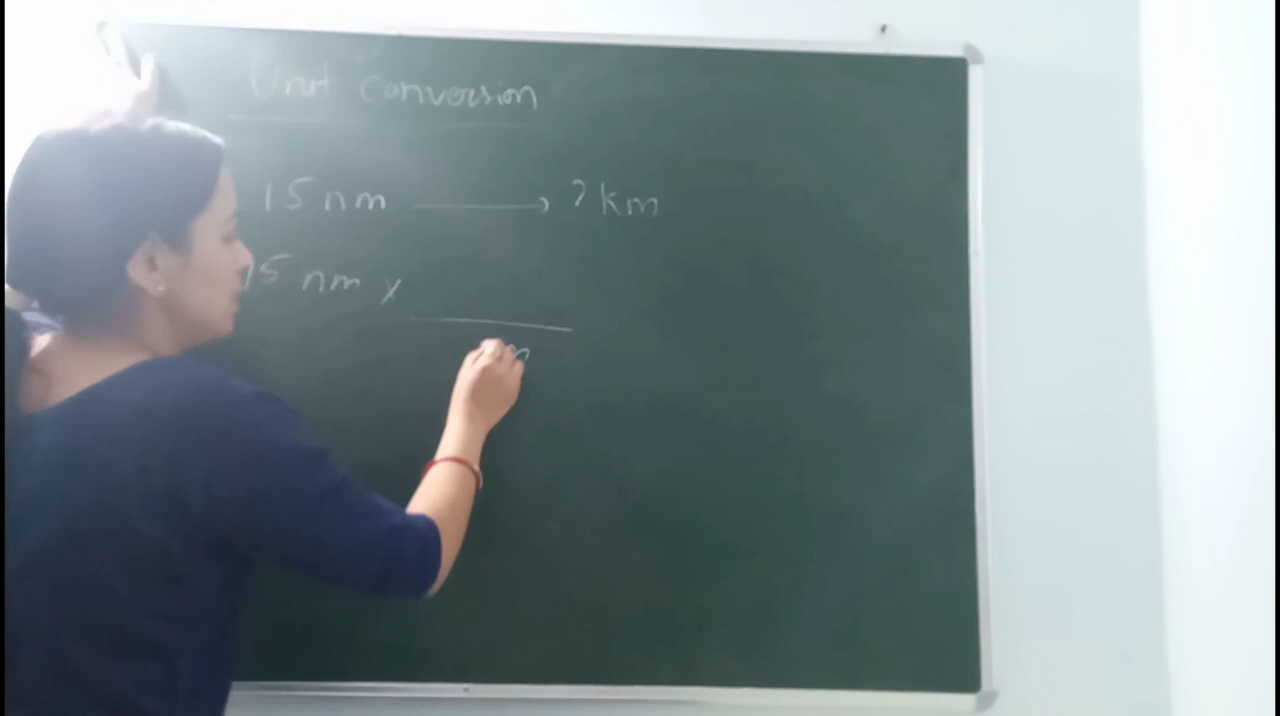 Unit conversion
15 nm → ? km
15 nm x